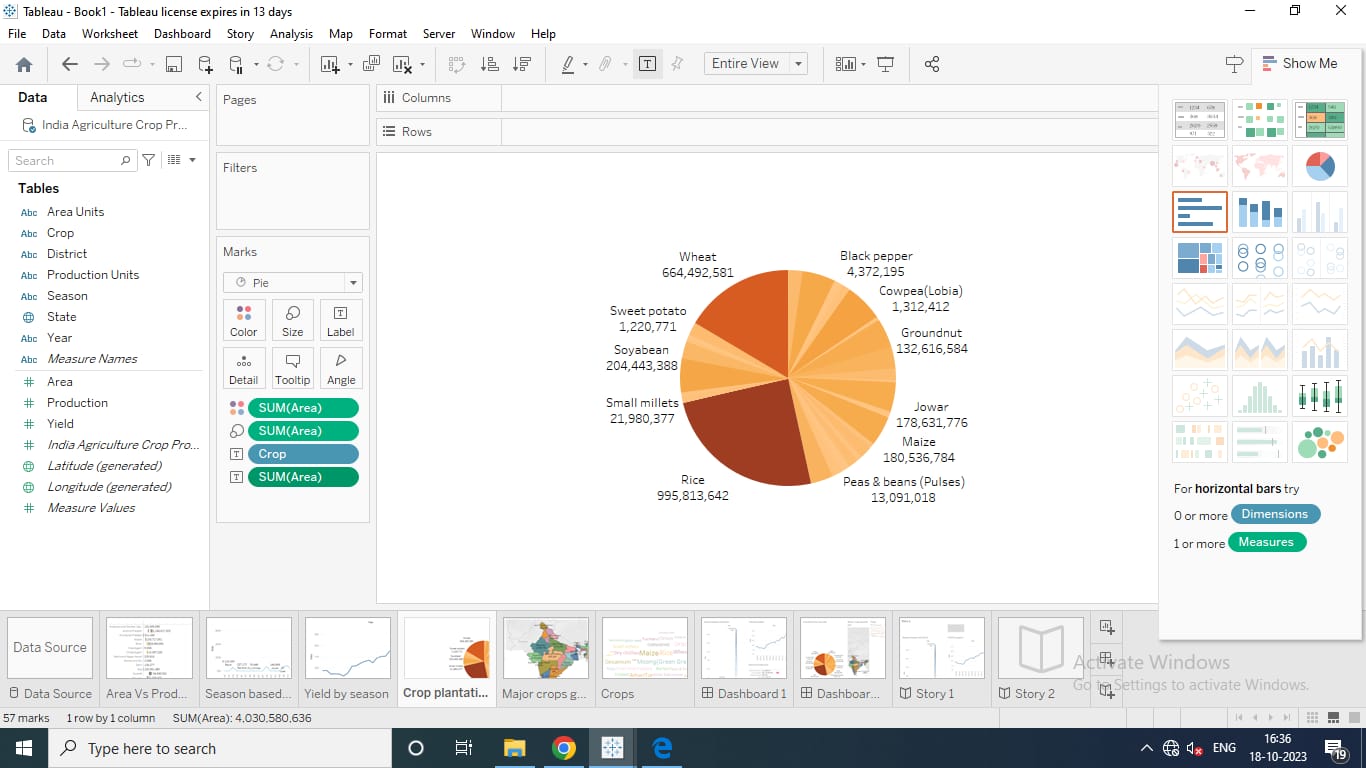 Tableau - Book1 - Tableau license expires in 13 days
File Data Worksheet Dashboard Story Analysis Map Format Server Window Help
Entire View
Show Me
Data Analytics
India Agriculture Crop Pr...
Search
Tables
Abc Area Units
Abc Crop
Abc District
Abc Production Units
Abc Season
State
Abc Year
Abc Measure Names
Area
Production
Yield
India Agriculture Crop Pro...
Latitude (generated)
Longitude (generated)
Measure Values
Pages
Filters
Marks
Pie
Color Size Label
Detail Tooltip Angle
SUM(Area)
SUM(Area)
Crop
SUM(Area)
Columns
Rows
Wheat
664,492,581
Black pepper
4,372,195
Cowpea(Lobia)
1,312,412
Sweet potato
1,220,771
Groundnut
132,616,584
Soyabean
204,443,388
Small millets
21,980,377
Jowar
178,631,776
Maize
180,536,784
Rice
995,813,642
Peas & beans (Pulses)
13,091,018
For horizontal bars try
0 or more Dimensions
1 or more Measures
Data Source
Data Source Area Vs Prod... Season based... Yield by season Crop plantati... Major crops g... Crops Dashboard 1 Dashboar... Story 1 Story 2
Activate Windows
Go to Settings to activate Windows.
57 marks 1 row by 1 column SUM(Area): 4,030,580,636
Type here to search
ENG
16:36
18-10-2023
19